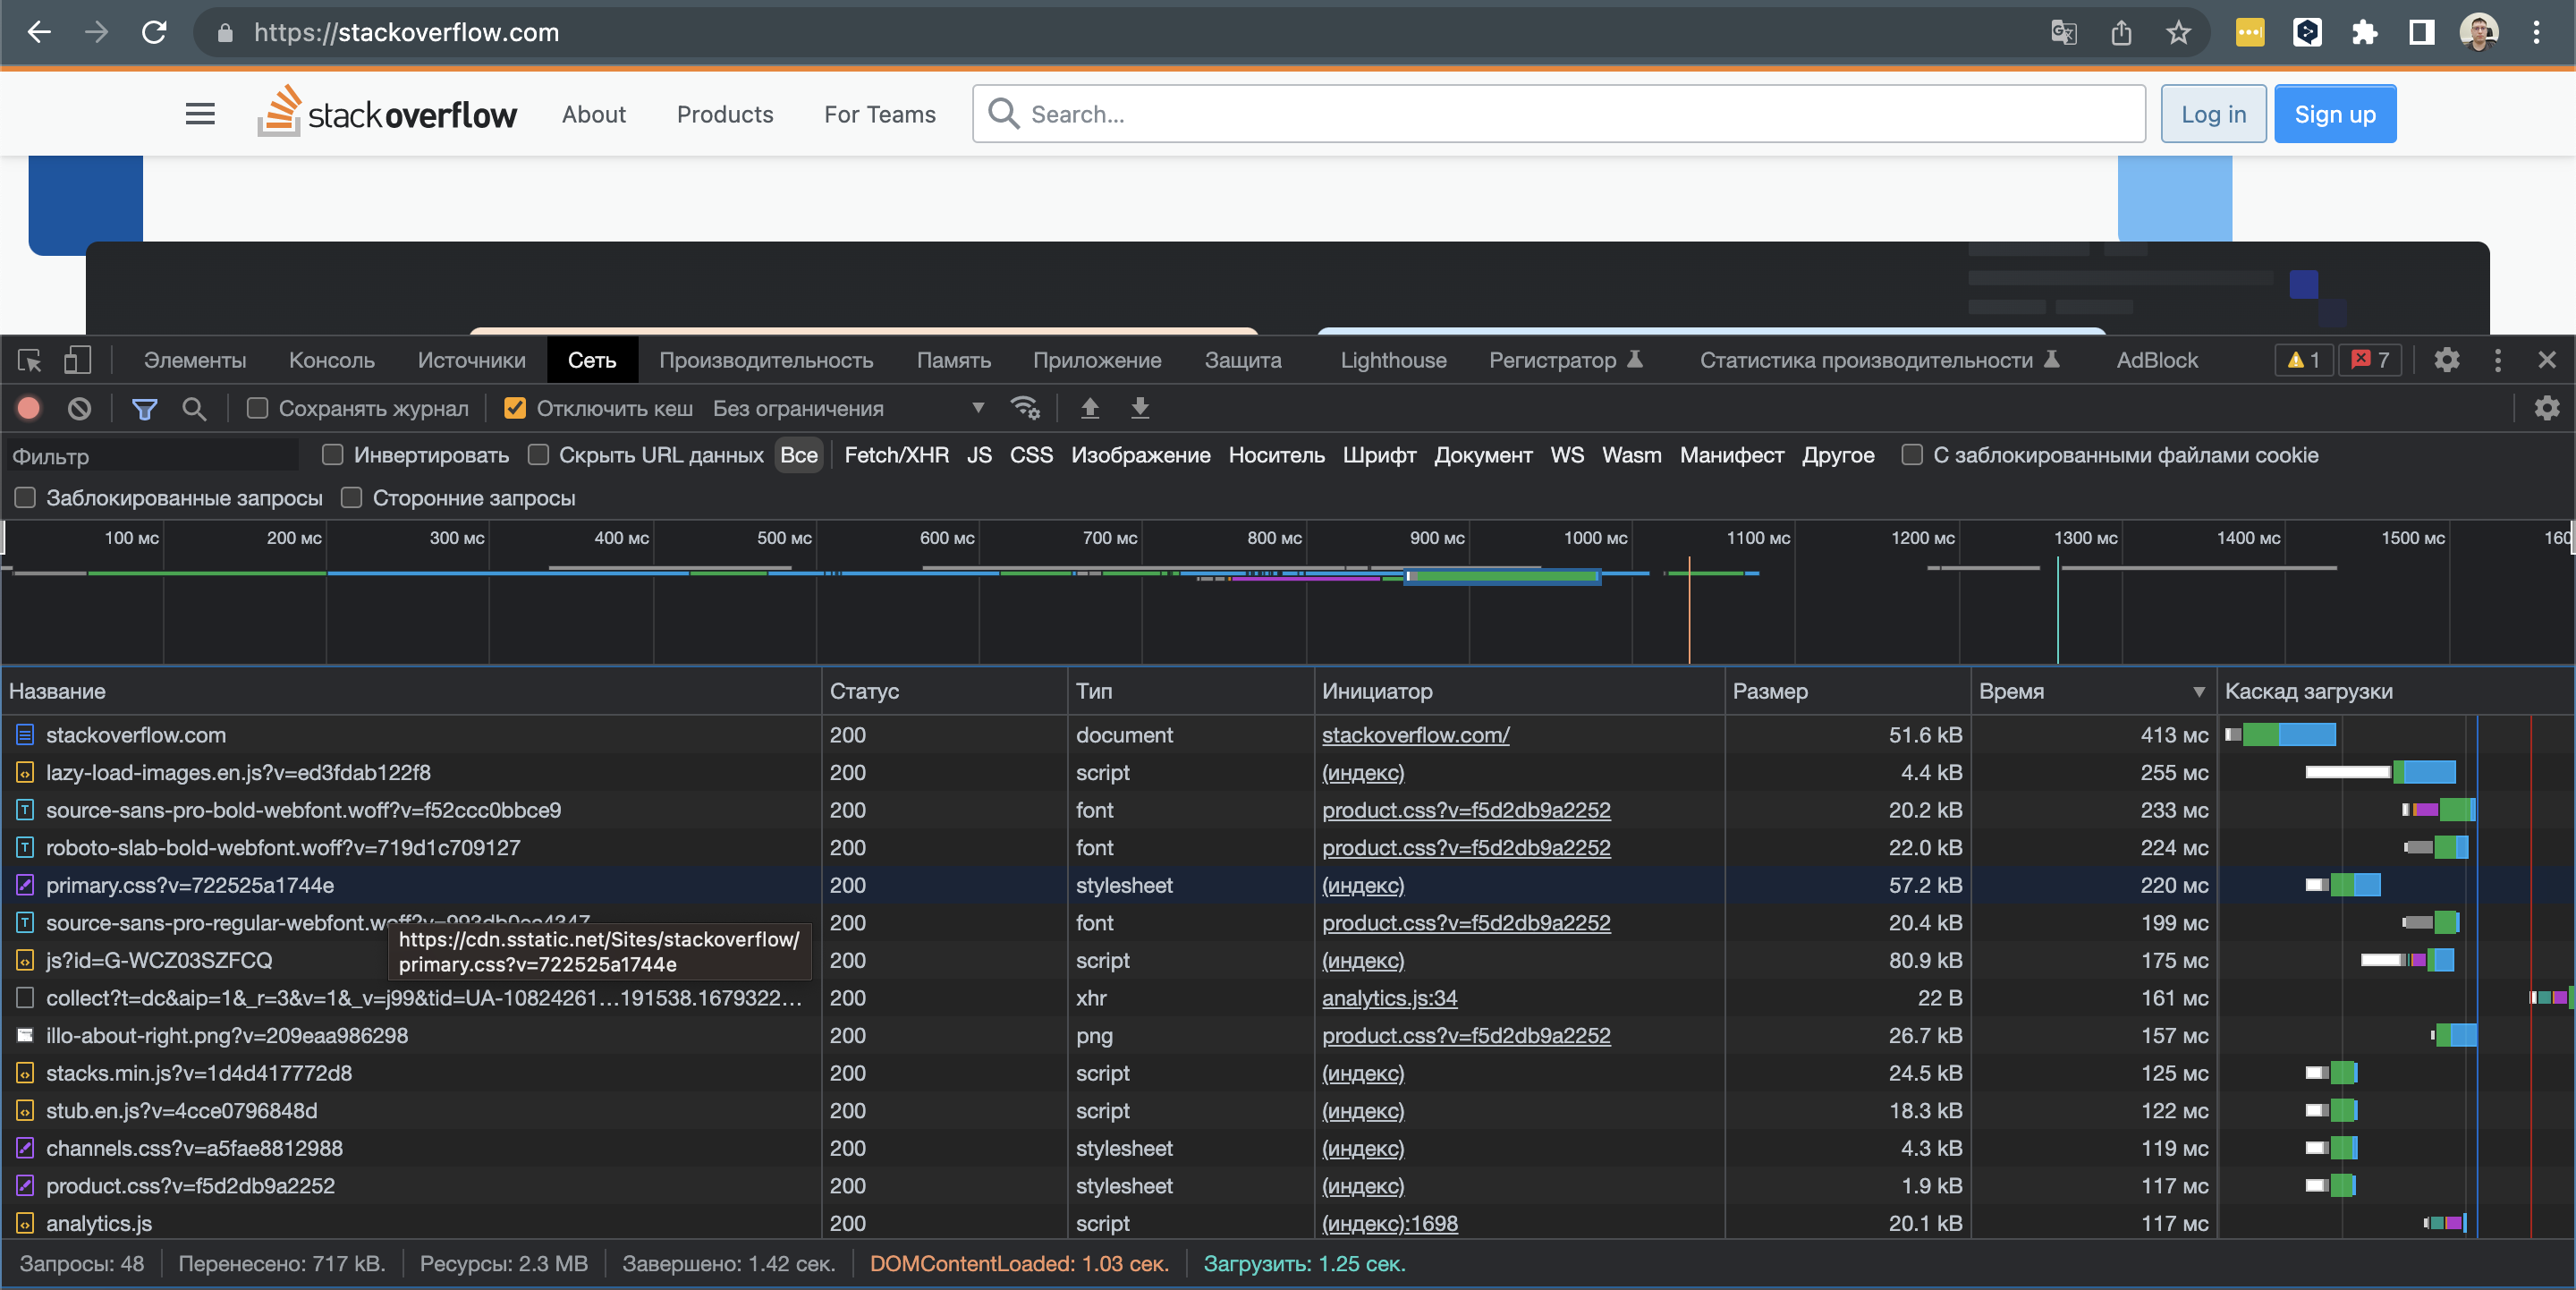 https://stackoverflow.com
stackoverflow About Products For Teams Search... Log in Sign up
Элементы Консоль Источники Сеть Производительность Память Приложение Защита Lighthouse Регистратор Статистика производительности AdBlock 1 7
Сохранять журнал Отключить кеш Без ограничения
Фильтр Инвертировать Скрыть URL данных Все Fetch/XHR JS CSS Изображение Носитель Шрифт Документ WS Wasm Манифест Другое С заблокированными файлами cookie
Заблокированные запросы Сторонние запросы
100 мс 200 мс 300 мс 400 мс 500 мс 600 мс 700 мс 800 мс 900 мс 1000 мс 1100 мс 1200 мс 1300 мс 1400 мс 1500 мс 160
Название Статус Тип Инициатор Размер Время Каскад загрузки
stackoverflow.com 200 document stackoverflow.com/ 51.6 kB 413 мс
lazy-load-images.en.js?v=ed3fdab122f8 200 script (индекс) 4.4 kB 255 мс
source-sans-pro-bold-webfont.woff?v=f52ccc0bbce9 200 font product.css?v=f5d2db9a2252 20.2 kB 233 мс
roboto-slab-bold-webfont.woff?v=719d1c709127 200 font product.css?v=f5d2db9a2252 22.0 kB 224 мс
primary.css?v=722525a1744e 200 stylesheet (индекс) 57.2 kB 220 мс
source-sans-pro-regular-webfont.woff 200 font product.css?v=f5d2db9a2252 20.4 kB 199 мс
https://cdn.sstatic.net/Sites/stackoverflow/
primary.css?v=722525a1744e
js?id=G-WCZ03SZFCQ 200 script (индекс) 80.9 kB 175 мс
collect?t=dc&aip=1&_r=3&v=1&_v=j99&tid=UA-10824261…191538.1679322… 200 xhr analytics.js:34 22 B 161 мс
illo-about-right.png?v=209eaa986298 200 png product.css?v=f5d2db9a2252 26.7 kB 157 мс
stacks.min.js?v=1d4d417772d8 200 script (индекс) 24.5 kB 125 мс
stub.en.js?v=4cce0796848d 200 script (индекс) 18.3 kB 122 мс
channels.css?v=a5fae8812988 200 stylesheet (индекс) 4.3 kB 119 мс
product.css?v=f5d2db9a2252 200 stylesheet (индекс) 1.9 kB 117 мс
analytics.js 200 script (индекс):1698 20.1 kB 117 мс
Запросы: 48 Перенесено: 717 kB. Ресурсы: 2.3 MB Завершено: 1.42 сек. DOMContentLoaded: 1.03 сек. Загрузить: 1.25 сек.